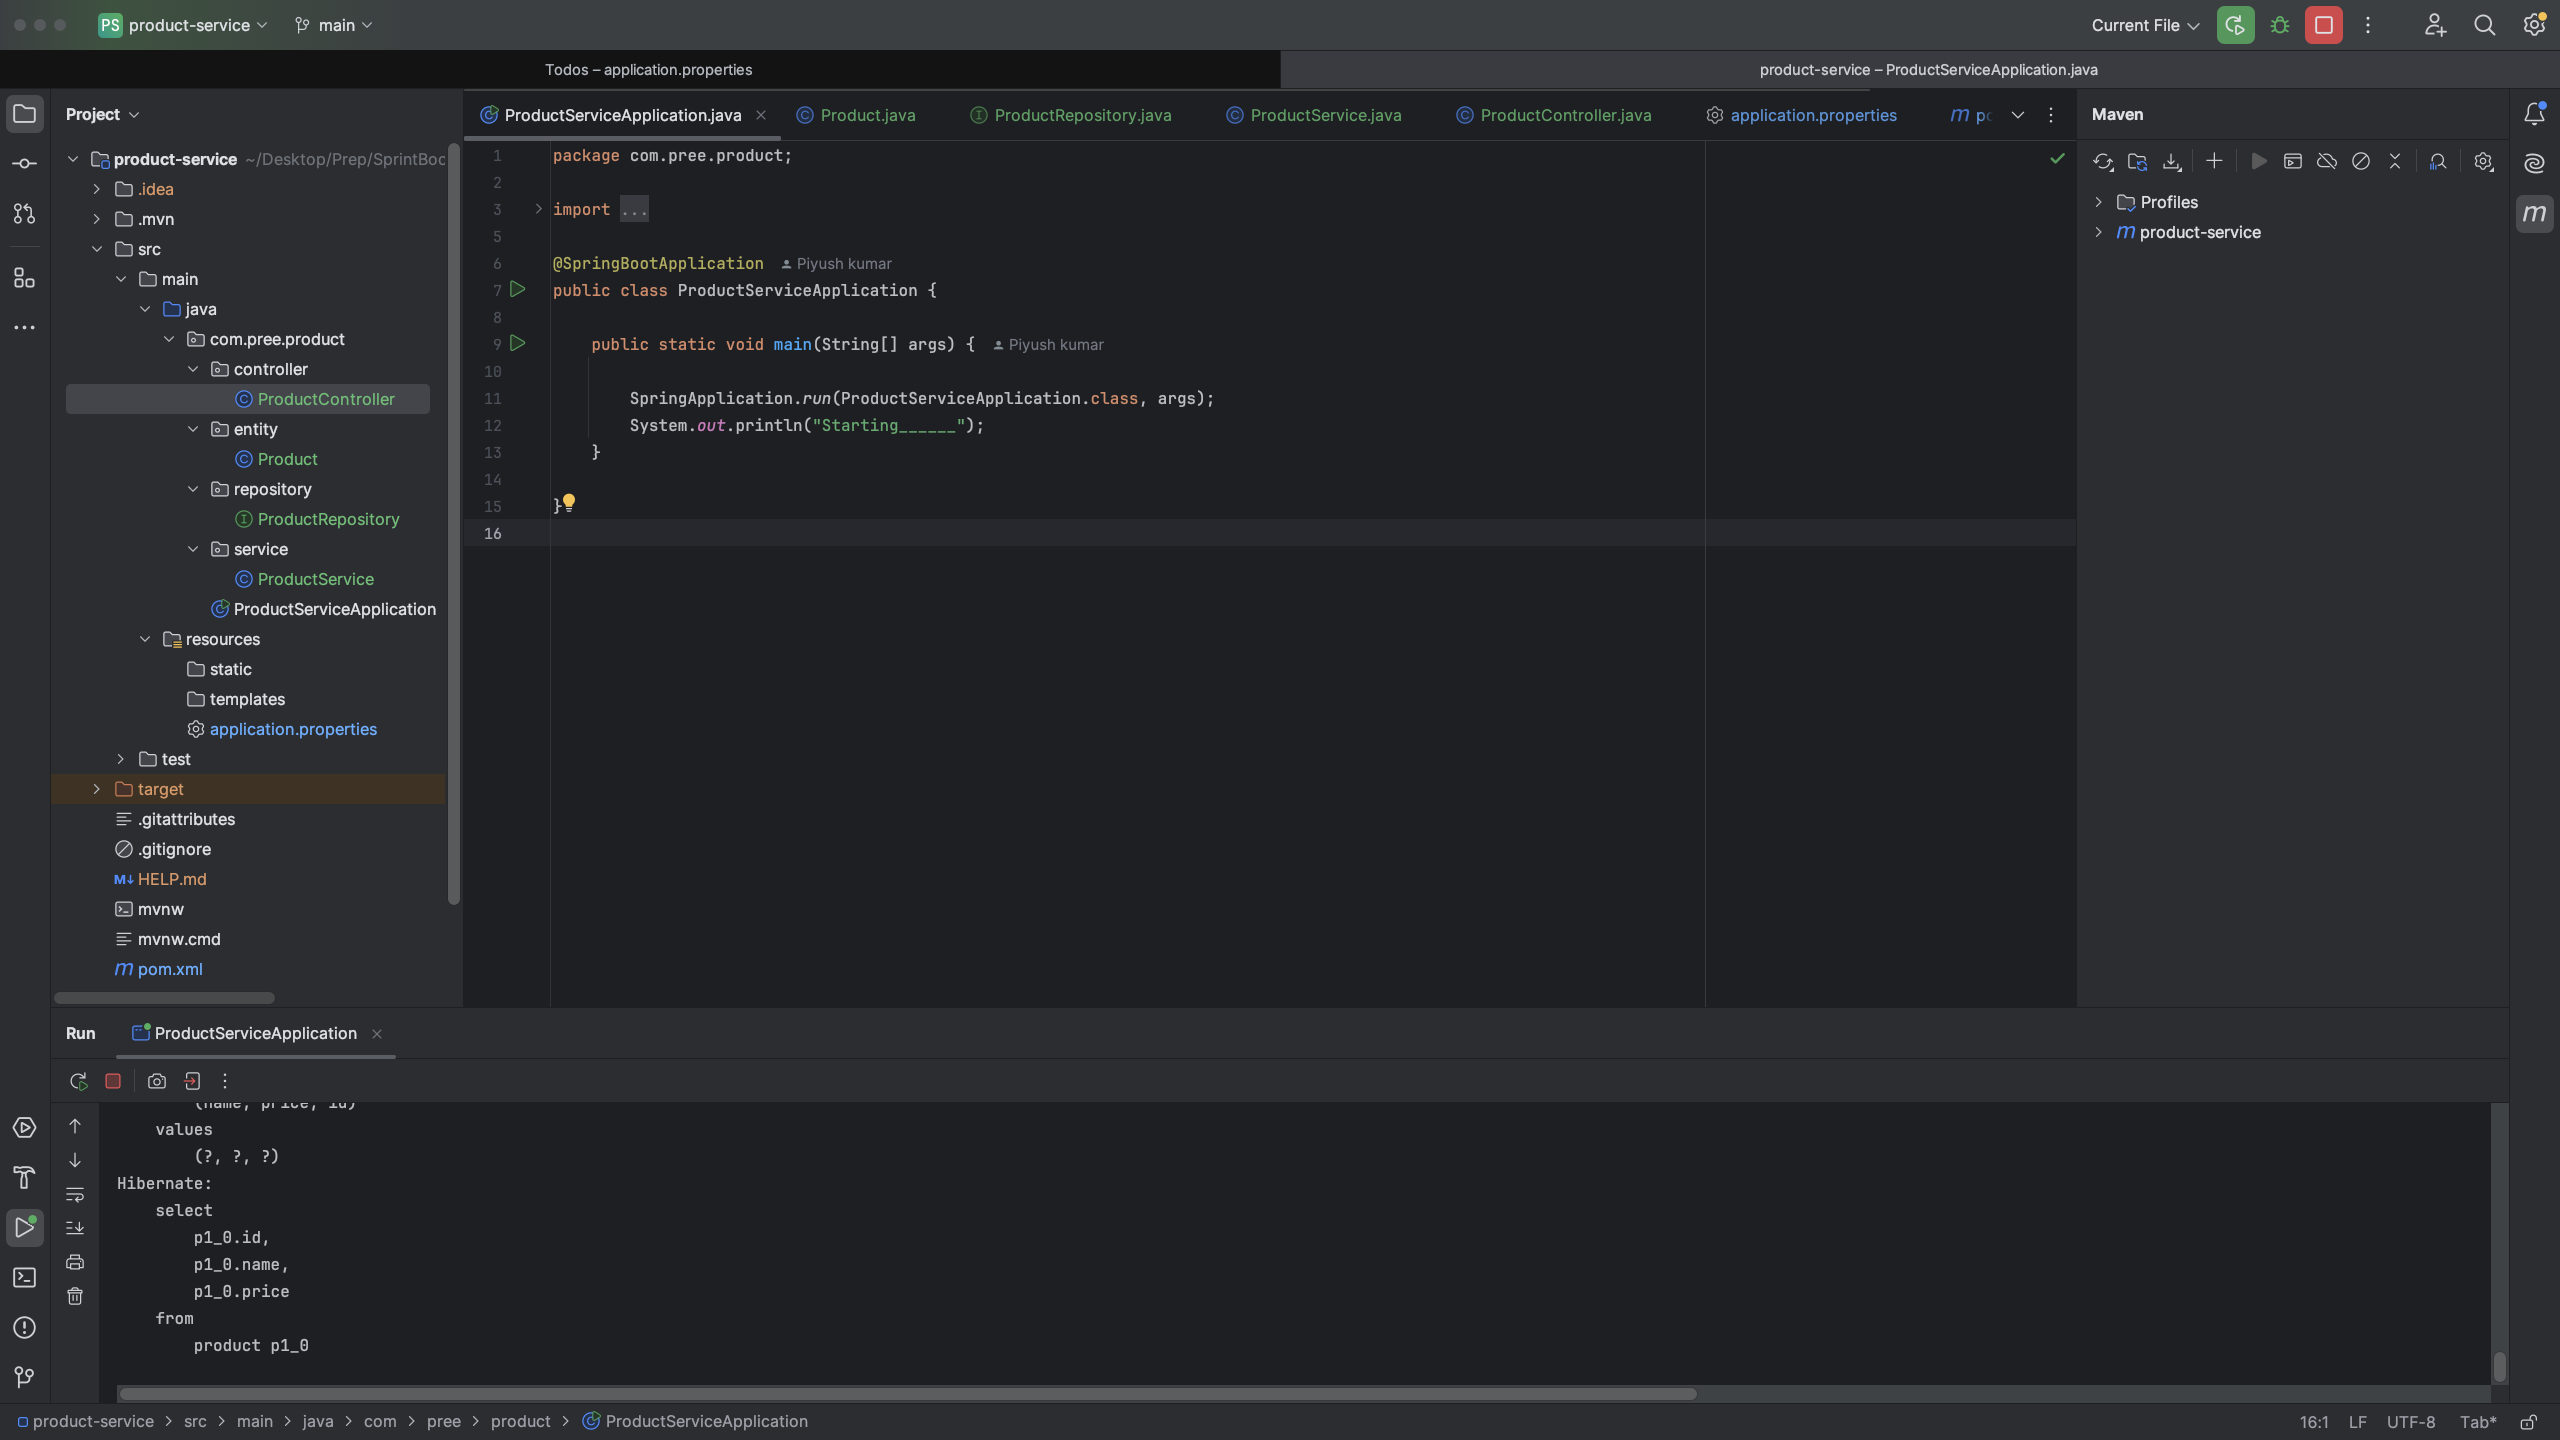 PS product-service main Current File
Todos – application.properties product-service – ProductServiceApplication.java
Project
ProductServiceApplication.java Product.java ProductRepository.java ProductService.java ProductController.java application.properties
Maven
product-service ~/Desktop/Prep/SprintBoo
.idea
.mvn
src
main
java
com.pree.product
controller
ProductController
entity
Product
repository
ProductRepository
service
ProductService
ProductServiceApplication
resources
static
templates
application.properties
test
target
.gitattributes
.gitignore
HELP.md
mvnw
mvnw.cmd
pom.xml
1 package com.pree.product;
2
3 import ...
5
6 @SpringBootApplication Piyush kumar
7 public class ProductServiceApplication {
8
9 public static void main(String[] args) { Piyush kumar
10
11 SpringApplication.run(ProductServiceApplication.class, args);
12 System.out.println("Starting______");
13 }
14
15 }
16
Profiles
product-service
Run ProductServiceApplication
(name, price, id)
values
(?, ?, ?)
Hibernate:
select
p1_0.id,
p1_0.name,
p1_0.price
from
product p1_0
product-service > src > main > java > com > pree > product > ProductServiceApplication
16:1 LF UTF-8 Tab*